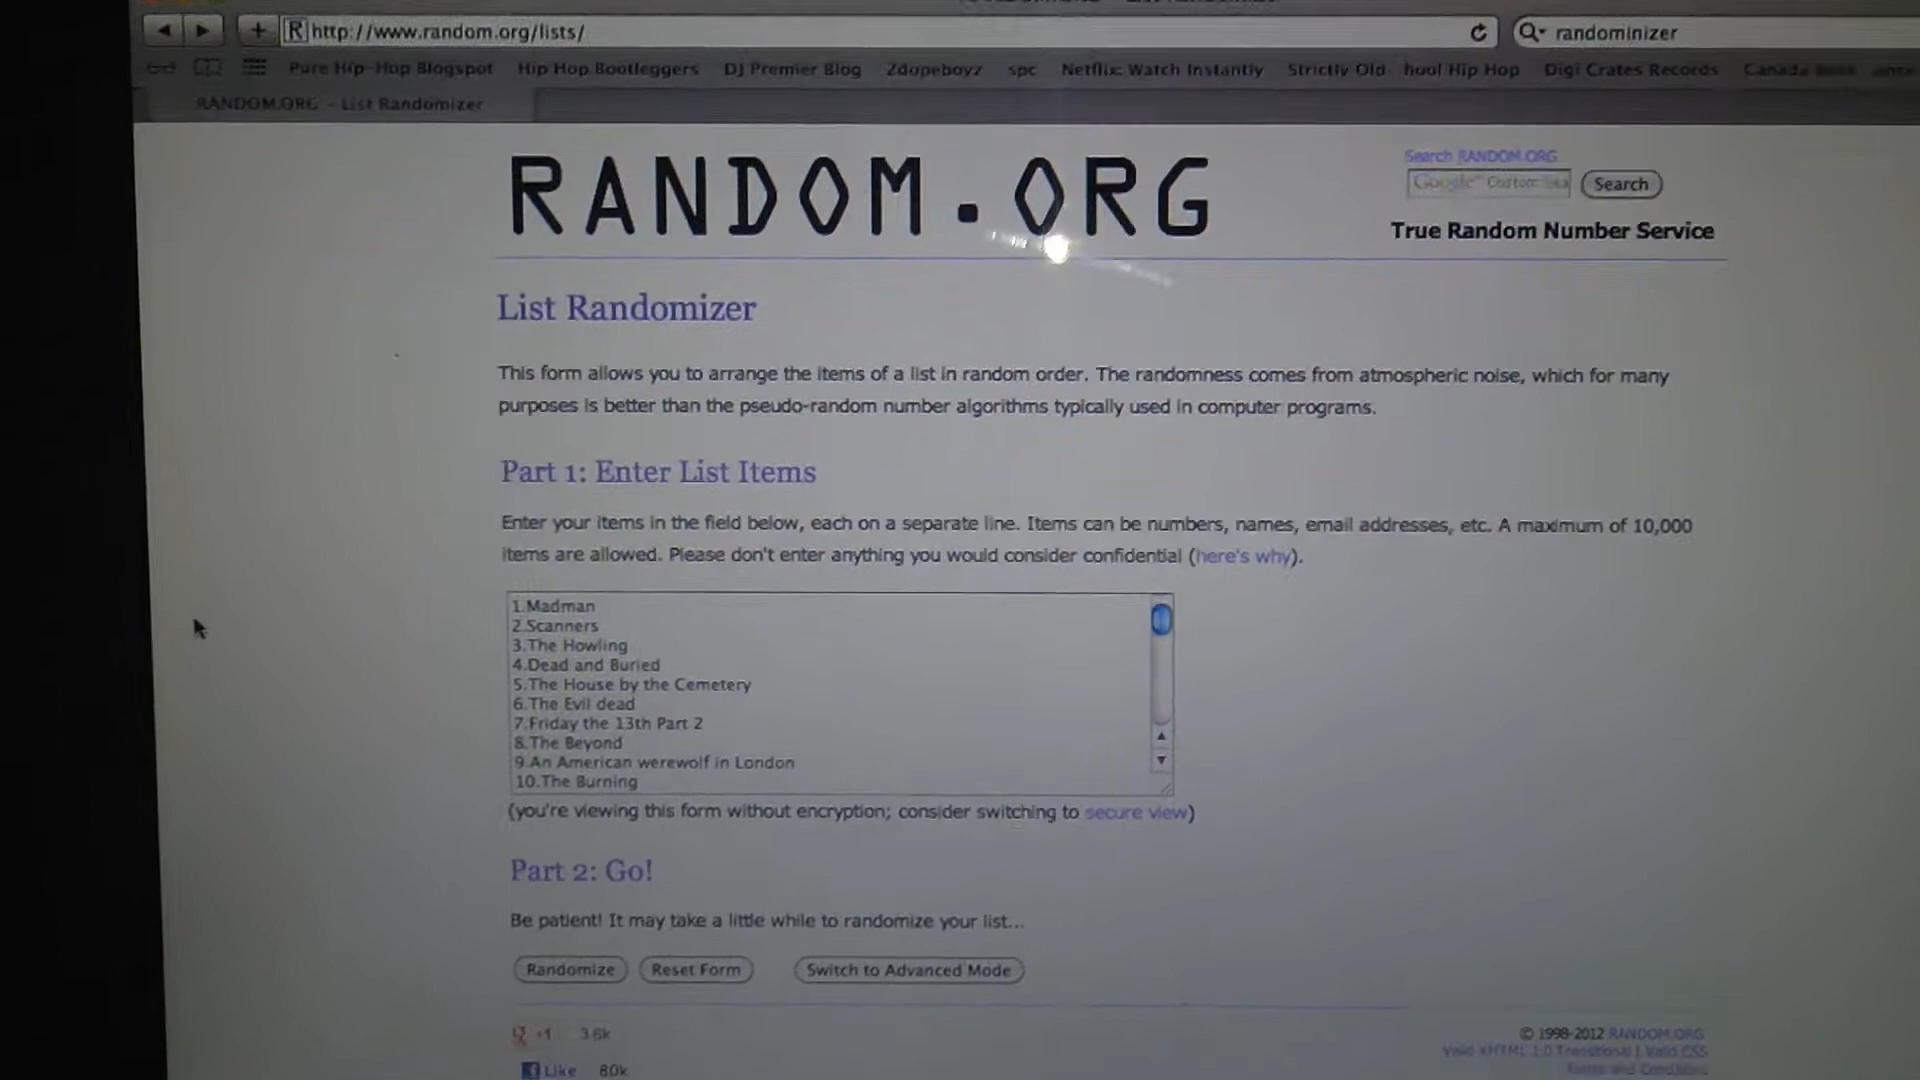 http://www.random.org/lists/
randominizer
Pure Hip-Hop Blogspot Hip Hop Bootleggers DJ Premier Blog Zdopeboyz spc Netflix: Watch Instantly Strictly Old hool Hip Hop Digi Crates Records Canada
RANDOM.ORG - List Randomizer
RANDOM.ORG
Search RANDOM.ORG
Google™ Custom Sea
Search
True Random Number Service
List Randomizer
This form allows you to arrange the items of a list in random order. The randomness comes from atmospheric noise, which for many
purposes is better than the pseudo-random number algorithms typically used in computer programs.
Part 1: Enter List Items
Enter your items in the field below, each on a separate line. Items can be numbers, names, email addresses, etc. A maximum of 10,000
items are allowed. Please don't enter anything you would consider confidential (here's why).
1.Madman
2.Scanners
3.The Howling
4.Dead and Buried
5.The House by the Cemetery
6.The Evil dead
7.Friday the 13th Part 2
8.The Beyond
9.An American werewolf in London
10.The Burning
(you're viewing this form without encryption; consider switching to secure view)
Part 2: Go!
Be patient! It may take a little while to randomize your list...
Randomize Reset Form Switch to Advanced Mode
+1 3.6k
Like 80k
© 1998-2012 RANDOM.ORG
Valid XHTML 1.0 Transitional | Valid CSS
Terms and Conditions